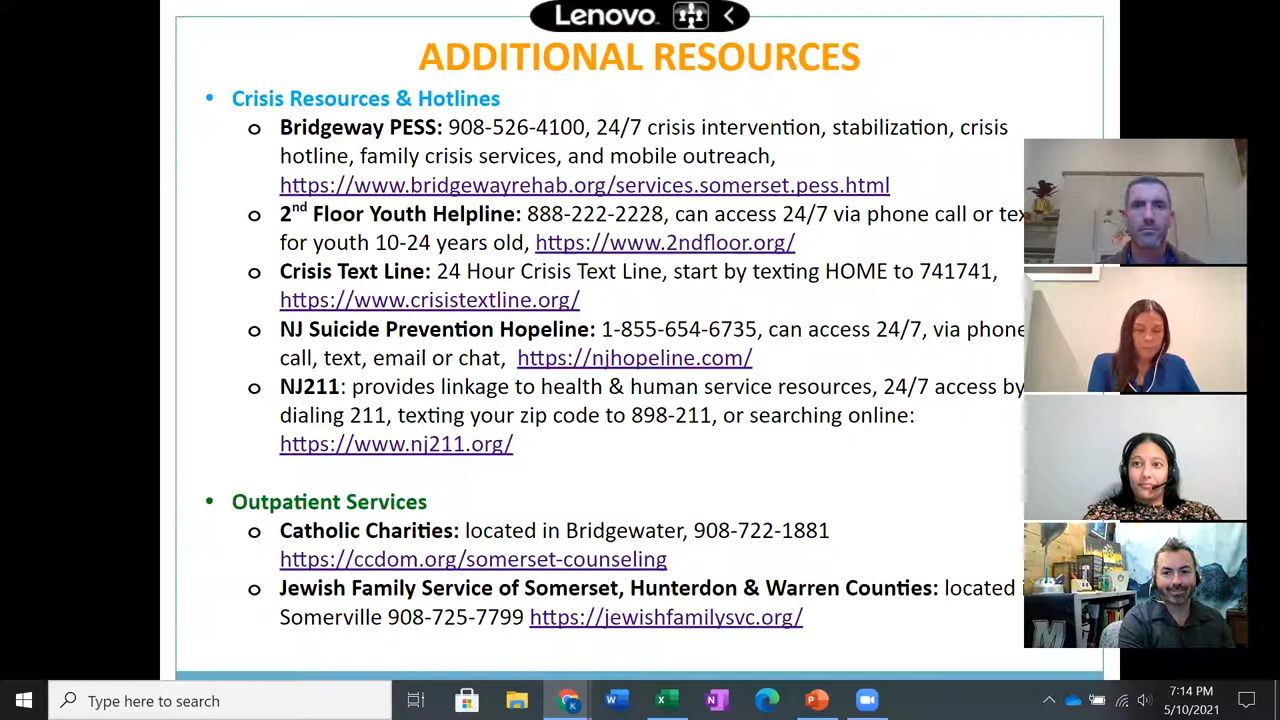 Lenovo
ADDITIONAL RESOURCES
• Crisis Resources & Hotlines
o Bridgeway PESS: 908-526-4100, 24/7 crisis intervention, stabilization, crisis
hotline, family crisis services, and mobile outreach,
https://www.bridgewayrehab.org/services.somerset.pess.html
o 2nd Floor Youth Helpline: 888-222-2228, can access 24/7 via phone call or
for youth 10-24 years old, https://www.2ndfloor.org/
o Crisis Text Line: 24 Hour Crisis Text Line, start by texting HOME to 741741,
https://www.crisistextline.org/
o NJ Suicide Prevention Hopeline: 1-855-654-6735, can access 24/7, via phone
call, text, email or chat, https://njhopeline.com/
o NJ211: provides linkage to health & human service resources, 24/7 access by
dialing 211, texting your zip code to 898-211, or searching online:
https://www.nj211.org/
• Outpatient Services
o Catholic Charities: located in Bridgewater, 908-722-1881
https://ccdom.org/somerset-counseling
o Jewish Family Service of Somerset, Hunterdon & Warren Counties: located
Somerville 908-725-7799 https://jewishfamilysvc.org/
M
Type here to search
7:14 PM
5/10/2021